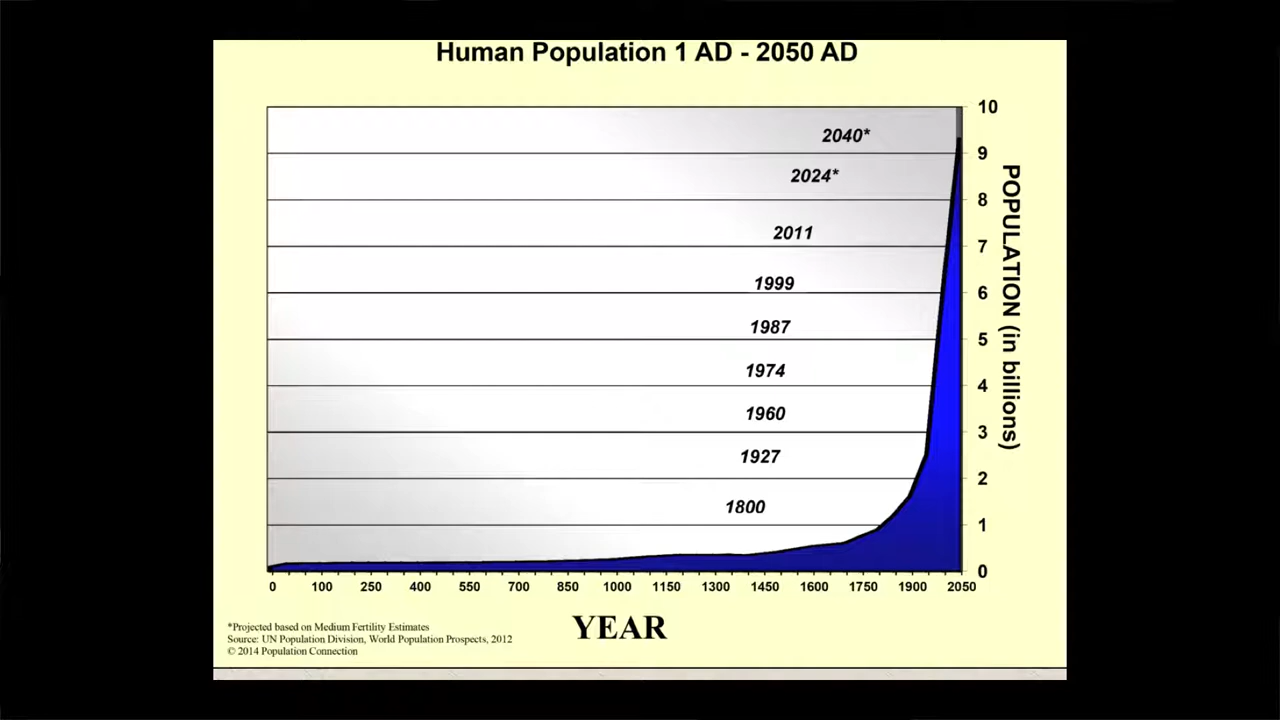 Human Population 1 AD - 2050 AD
10
2040*
9
2024*
8
2011
7
1999
6
1987
5
1974
4
1960
3
1927
2
1800
1
0
POPULATION (in billions)
0 100 250 400 550 700 850 1000 1150 1300 1450 1600 1750 1900 2050
YEAR
*Projected based on Medium Fertility Estimates
Source: UN Population Division, World Population Prospects, 2012
© 2014 Population Connection